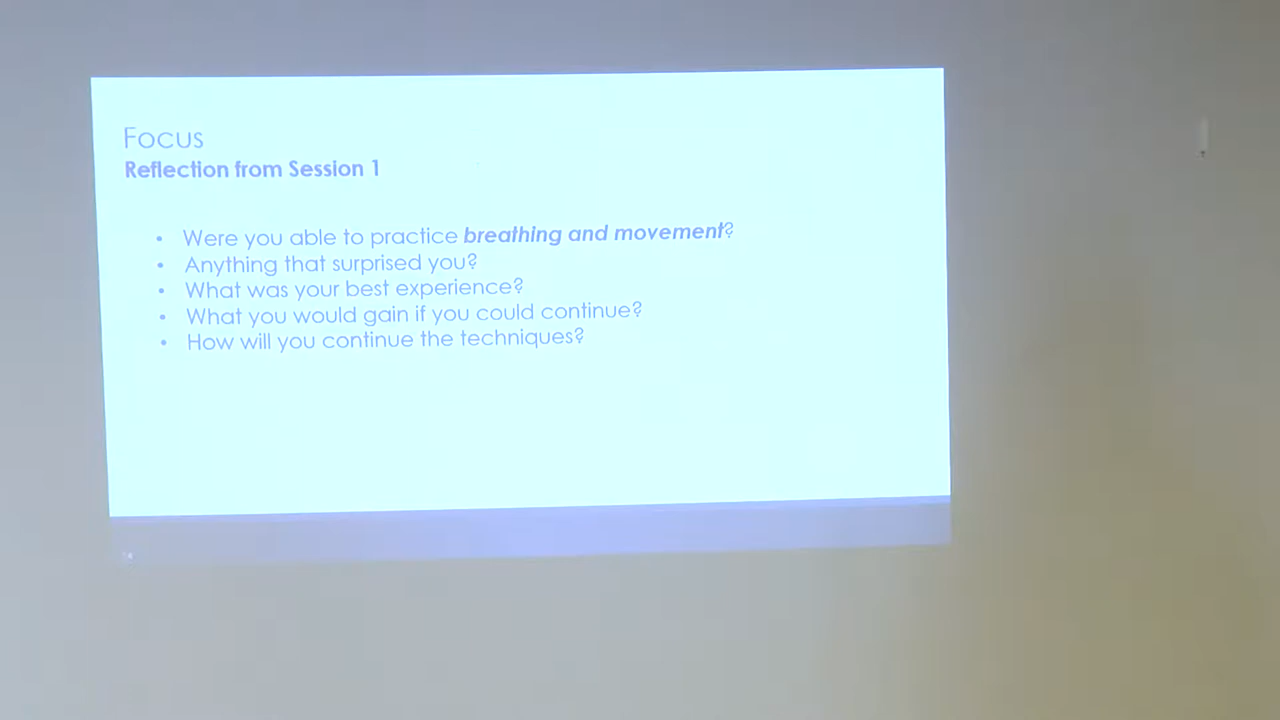 Focus
Reflection from Session 1
• Were you able to practice breathing and movement?
• Anything that surprised you?
• What was your best experience?
• What you would gain if you could continue?
• How will you continue the techniques?